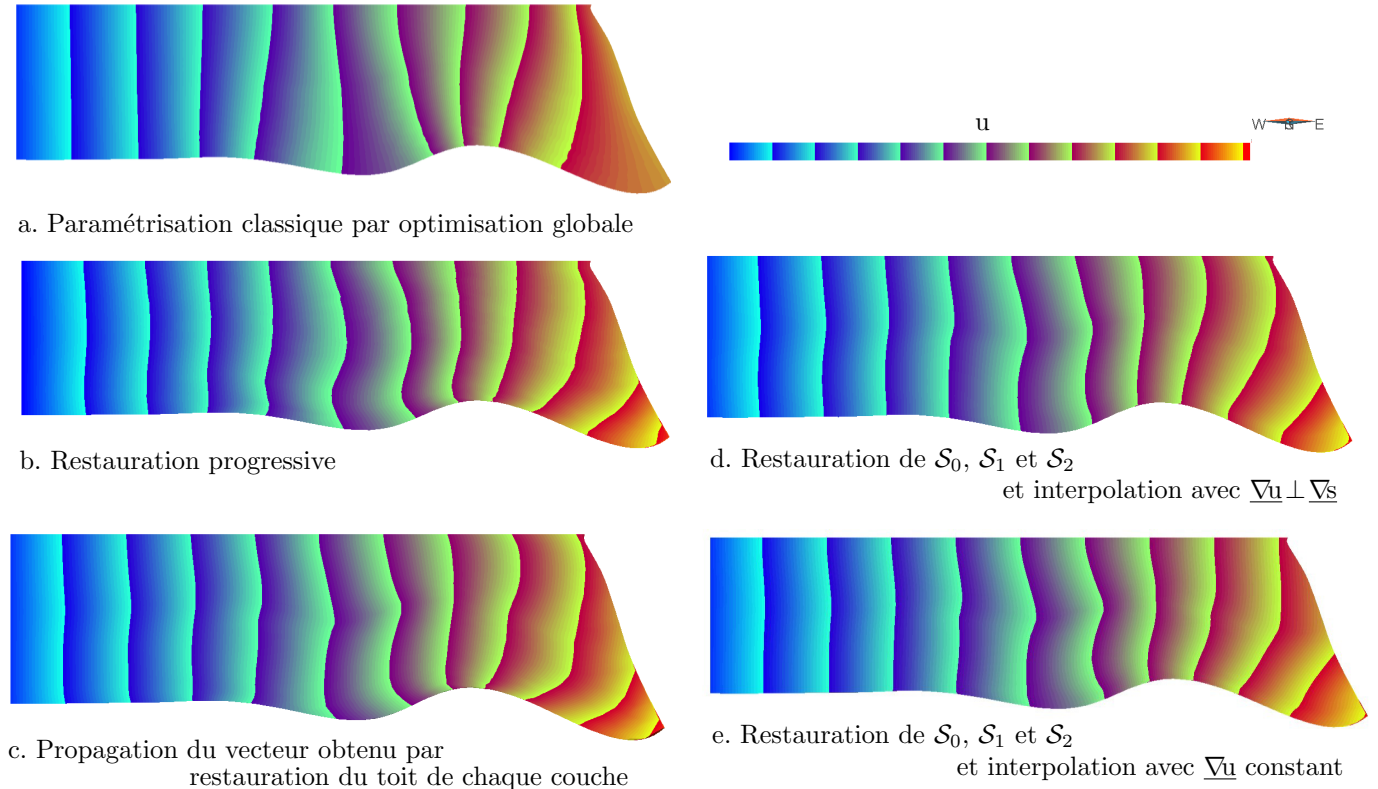 u
W E
a. Paramétrisation classique par optimisation globale
b. Restauration progressive
d. Restauration de S₀, S₁ et S₂
et interpolation avec ∇u ⊥ ∇s
c. Propagation du vecteur obtenu par
restauration du toit de chaque couche
e. Restauration de S₀, S₁ et S₂
et interpolation avec ∇u constant